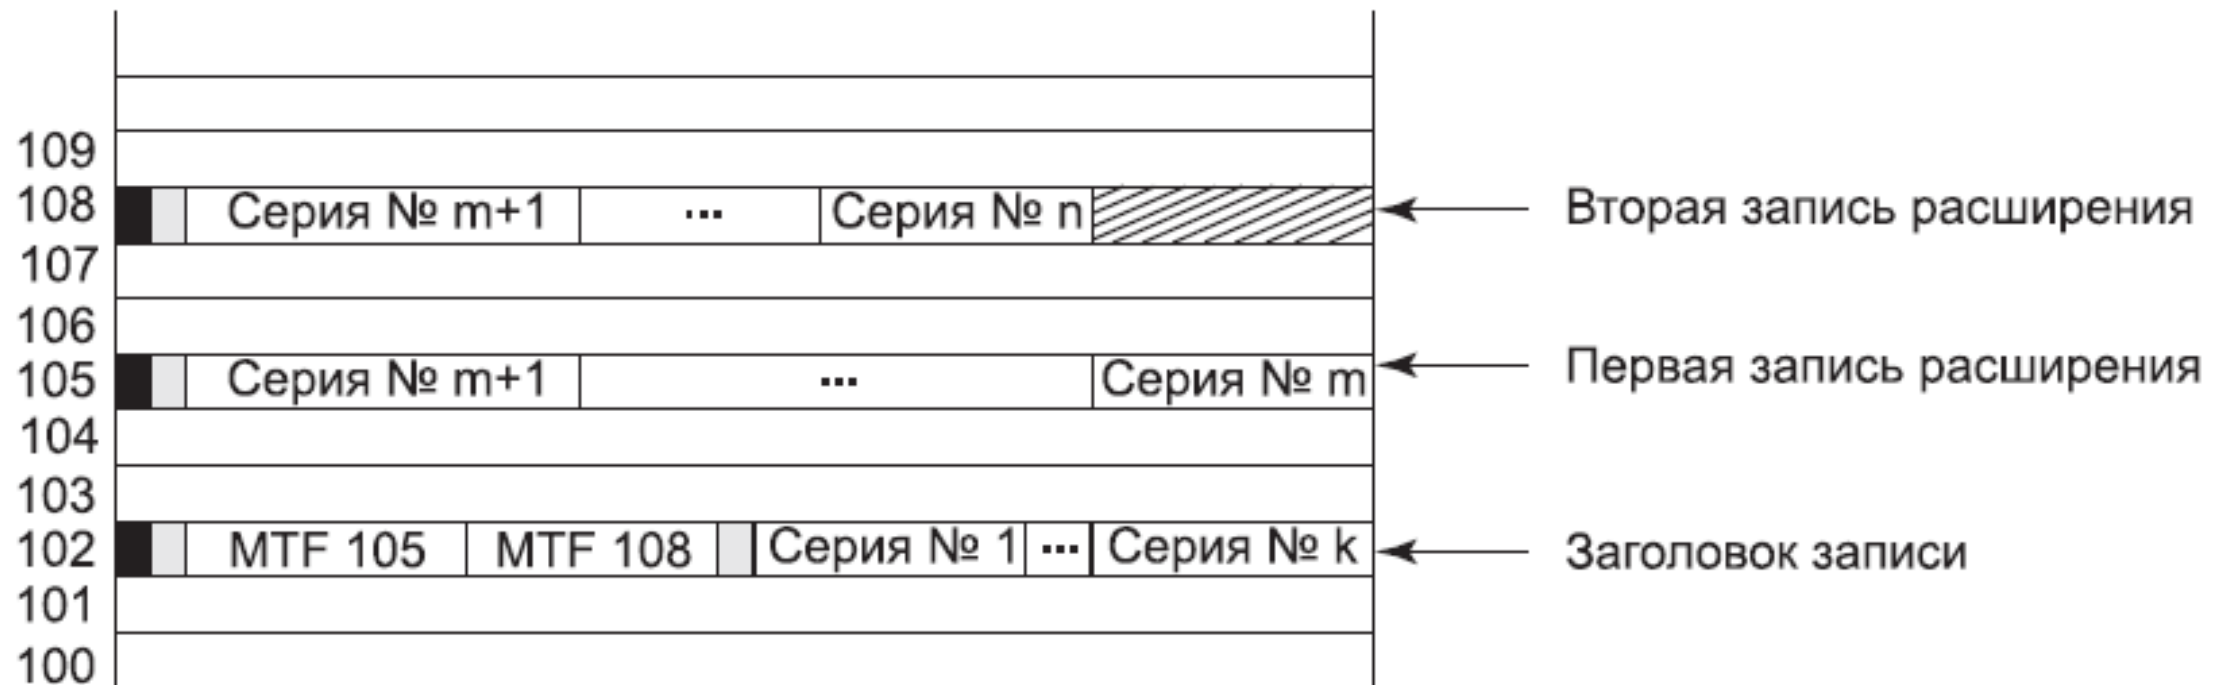 109
108 Серия № m+1 ... Серия № n Вторая запись расширения
107
106
105 Серия № m+1 ... Серия № m Первая запись расширения
104
103
102 MTF 105 MTF 108 Серия № 1 ... Серия № k Заголовок записи
101
100